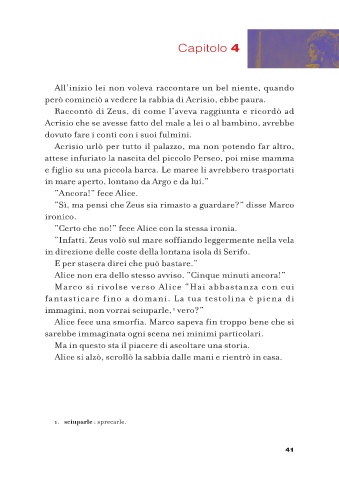 Capitolo 4
All'inizio lei non voleva raccontare un bel niente, quando
però cominciò a vedere la rabbia di Acrisio, ebbe paura.
Raccontò di Zeus, di come l'aveva raggiunta e ricordò ad
Acrisio che se avesse fatto del male a lei o al bambino, avrebbe
dovuto fare i conti con i suoi fulmini.
Acrisio urlò per tutto il palazzo, ma non potendo far altro,
attese infuriato la nascita del piccolo Perseo, poi mise mamma
e figlio su una piccola barca. Le maree li avrebbero trasportati
in mare aperto, lontano da Argo e da lui."
"Ancora!" fece Alice.
"Sì, ma pensi che Zeus sia rimasto a guardare?" disse Marco
ironico.
"Certo che no!" fece Alice con la stessa ironia.
"Infatti. Zeus volò sul mare soffiando leggermente nella vela
in direzione delle coste della lontana isola di Serifo.
E per stasera direi che può bastare."
Alice non era dello stesso avviso. "Cinque minuti ancora!"
Marco si rivolse verso Alice "Hai abbastanza con cui
fantasticare fino a domani. La tua testolina è piena di
immagini, non vorrai sciuparle,¹ vero?"
Alice fece una smorfia. Marco sapeva fin troppo bene che si
sarebbe immaginata ogni scena nei minimi particolari.
Ma in questo sta il piacere di ascoltare una storia.
Alice si alzò, scrollò la sabbia dalle mani e rientrò in casa.
1. sciuparle : sprecarle.
41